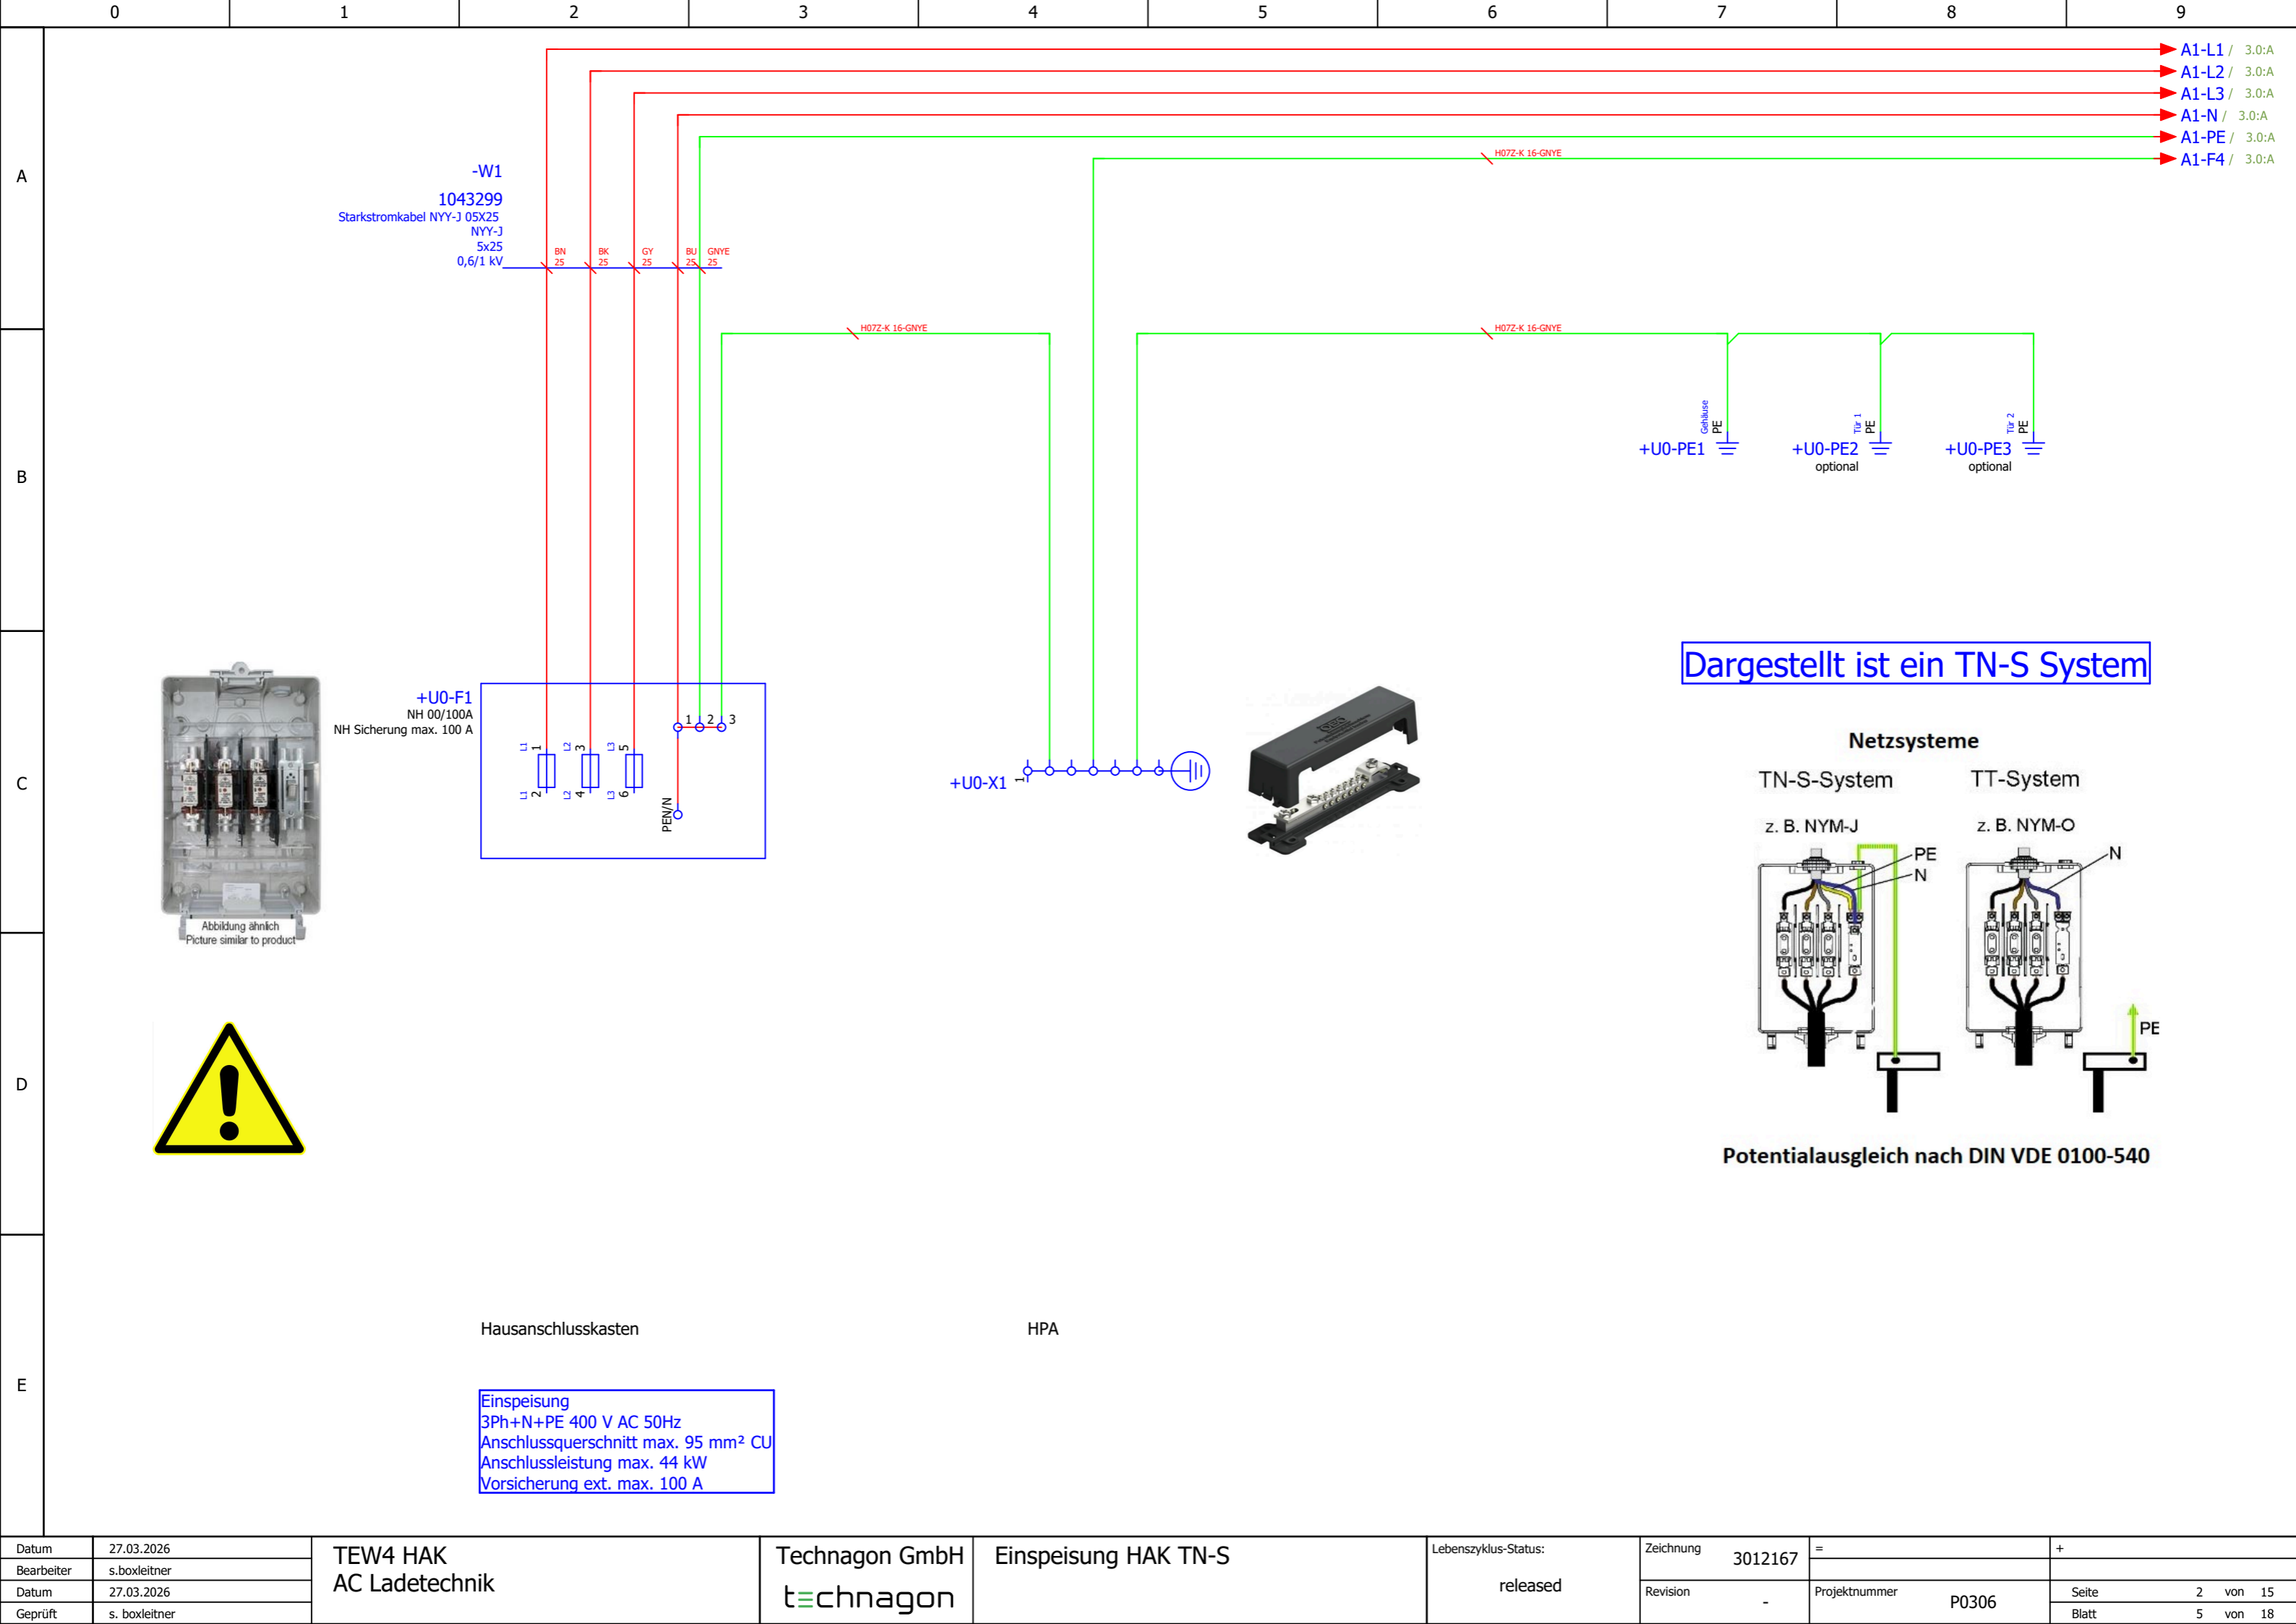 0 1 2 3 4 5 6 7 8 9
A
B
C
D
E
A1-L1 / 3.0:A
A1-L2 / 3.0:A
A1-L3 / 3.0:A
A1-N / 3.0:A
A1-PE / 3.0:A
A1-F4 / 3.0:A
H07Z-K 16-GNYE
-W1
1043299
Starkstromkabel NYY-J 05X25
NYY-J
5x25
0,6/1 kV
BN BK GY BU GNYE
25 25 25 25 25
H07Z-K 16-GNYE
H07Z-K 16-GNYE
Gehäuse
PE
+U0-PE1
Tür 1
PE
+U0-PE2
optional
Tür 2
PE
+U0-PE3
optional
Dargestellt ist ein TN-S System
+U0-F1
NH 00/100A
NH Sicherung max. 100 A
L1 1 L2 3 L3 5
L1 2 L2 4 L3 6
1 2 3
PEN/N
+U0-X1
1
Netzsysteme
TN-S-System TT-System
z. B. NYM-J z. B. NYM-O
PE
N
N
PE
Abbildung ähnlich
Picture similar to product
Potentialausgleich nach DIN VDE 0100-540
Hausanschlusskasten
HPA
Einspeisung
3Ph+N+PE 400 V AC 50Hz
Anschlussquerschnitt max. 95 mm² CU
Anschlussleistung max. 44 kW
Vorsicherung ext. max. 100 A
Datum 27.03.2026
Bearbeiter s.boxleitner
Datum 27.03.2026
Geprüft s. boxleitner
TEW4 HAK
AC Ladetechnik
Technagon GmbH
technagon
Einspeisung HAK TN-S
Lebenszyklus-Status:
released
Zeichnung 3012167
Revision -
=
+
Projektnummer P0306
Seite 2 von 15
Blatt 5 von 18